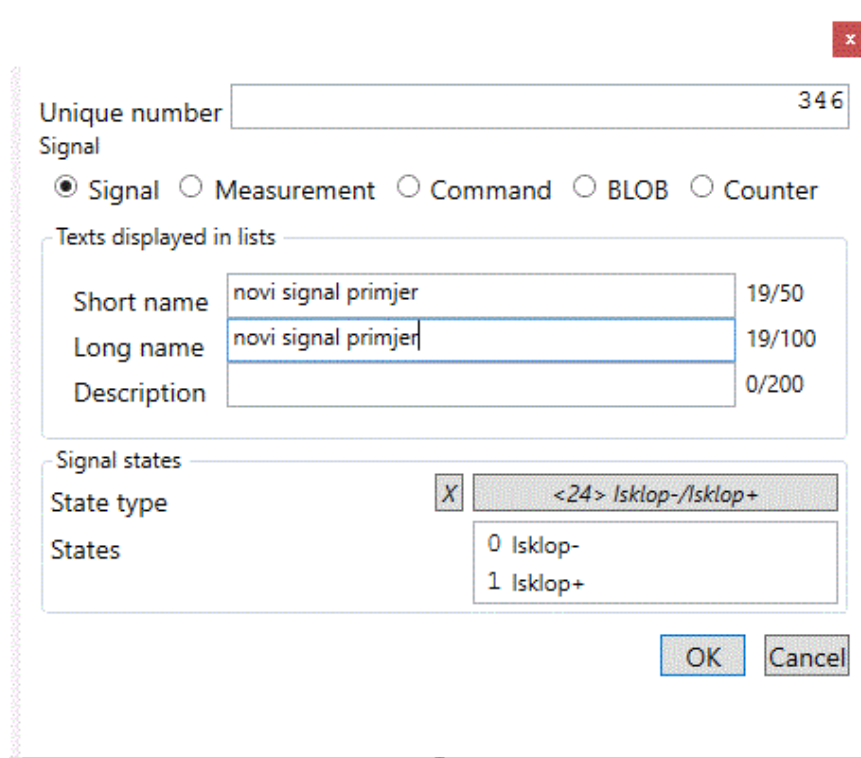 x
Unique number 346
Signal
Signal Measurement Command BLOB Counter
Texts displayed in lists
Short name novi signal primjer 19/50
Long name novi signal primjer 19/100
Description 0/200
Signal states
State type X <24> Isklop-/Isklop+
States 0 Isklop-
1 Isklop+
OK Cancel